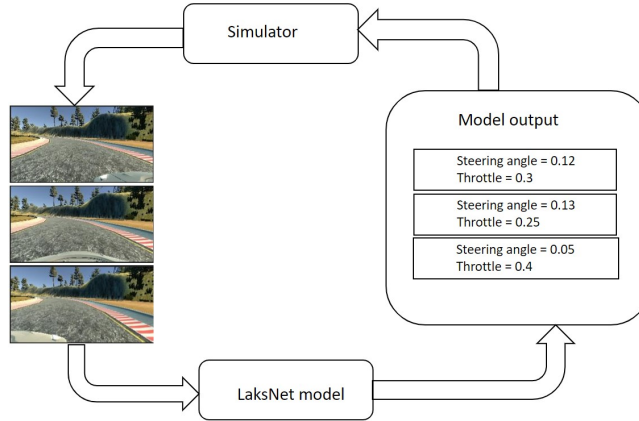 Simulator
Model output
Steering angle = 0.12
Throttle = 0.3
Steering angle = 0.13
Throttle = 0.25
Steering angle = 0.05
Throttle = 0.4
LaksNet model